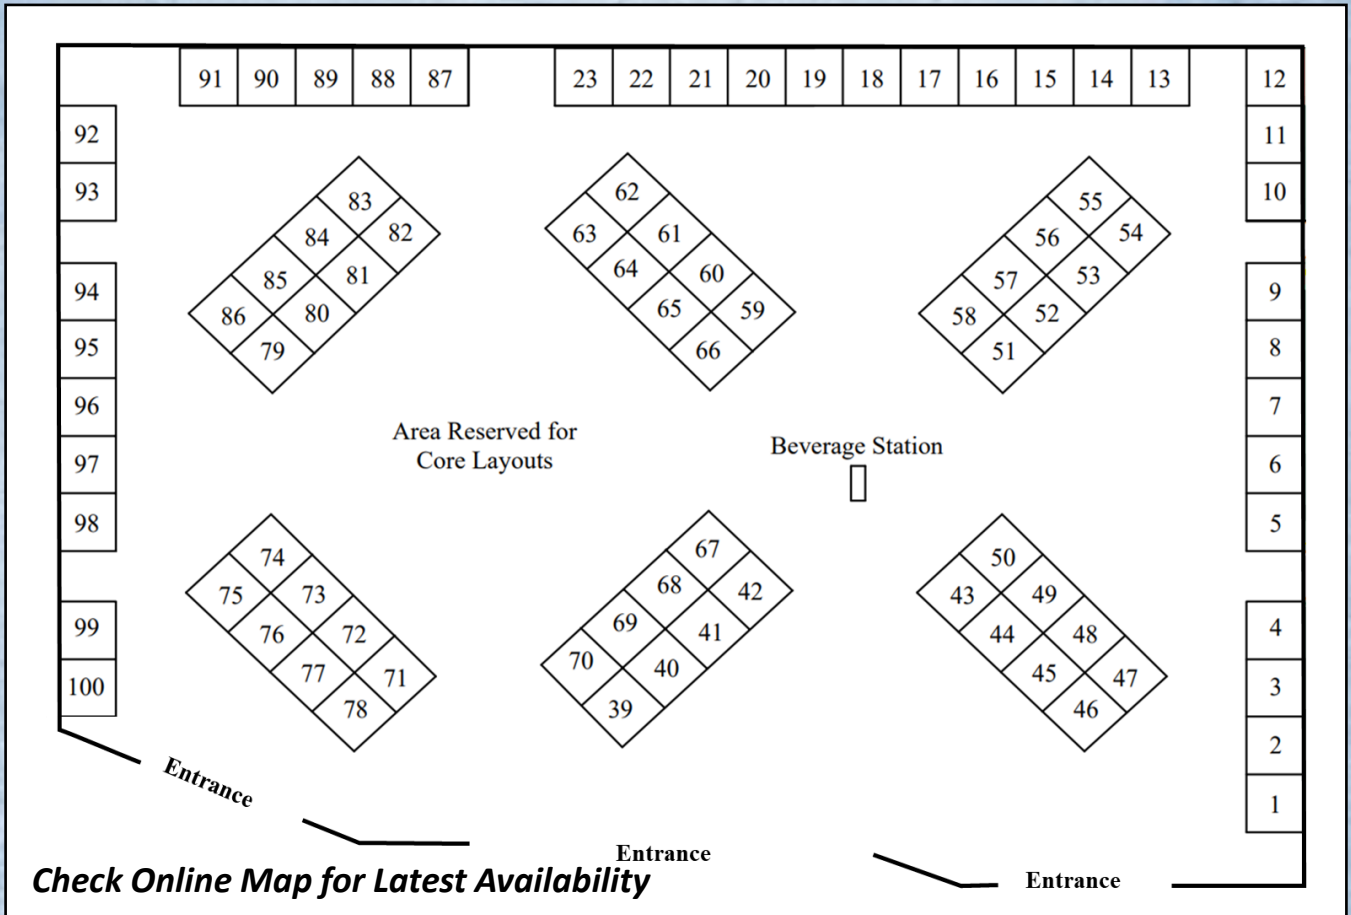 91 90 89 88 87 23 22 21 20 19 18 17 16 15 14 13 12
92 11
93 10
83 62 55
84 82 63 61 56 54
85 81 64 60 57 53
86 80 65 59 58 52
79 66 51
94 9
95 8
96 7
97 6
98 5
Area Reserved for
Core Layouts
Beverage Station
74 67 50
75 73 68 42 43 49
76 72 69 41 44 48
77 71 70 40 45 47
78 39 46
99 4
100 3
2
1
Entrance
Entrance
Entrance
Check Online Map for Latest Availability